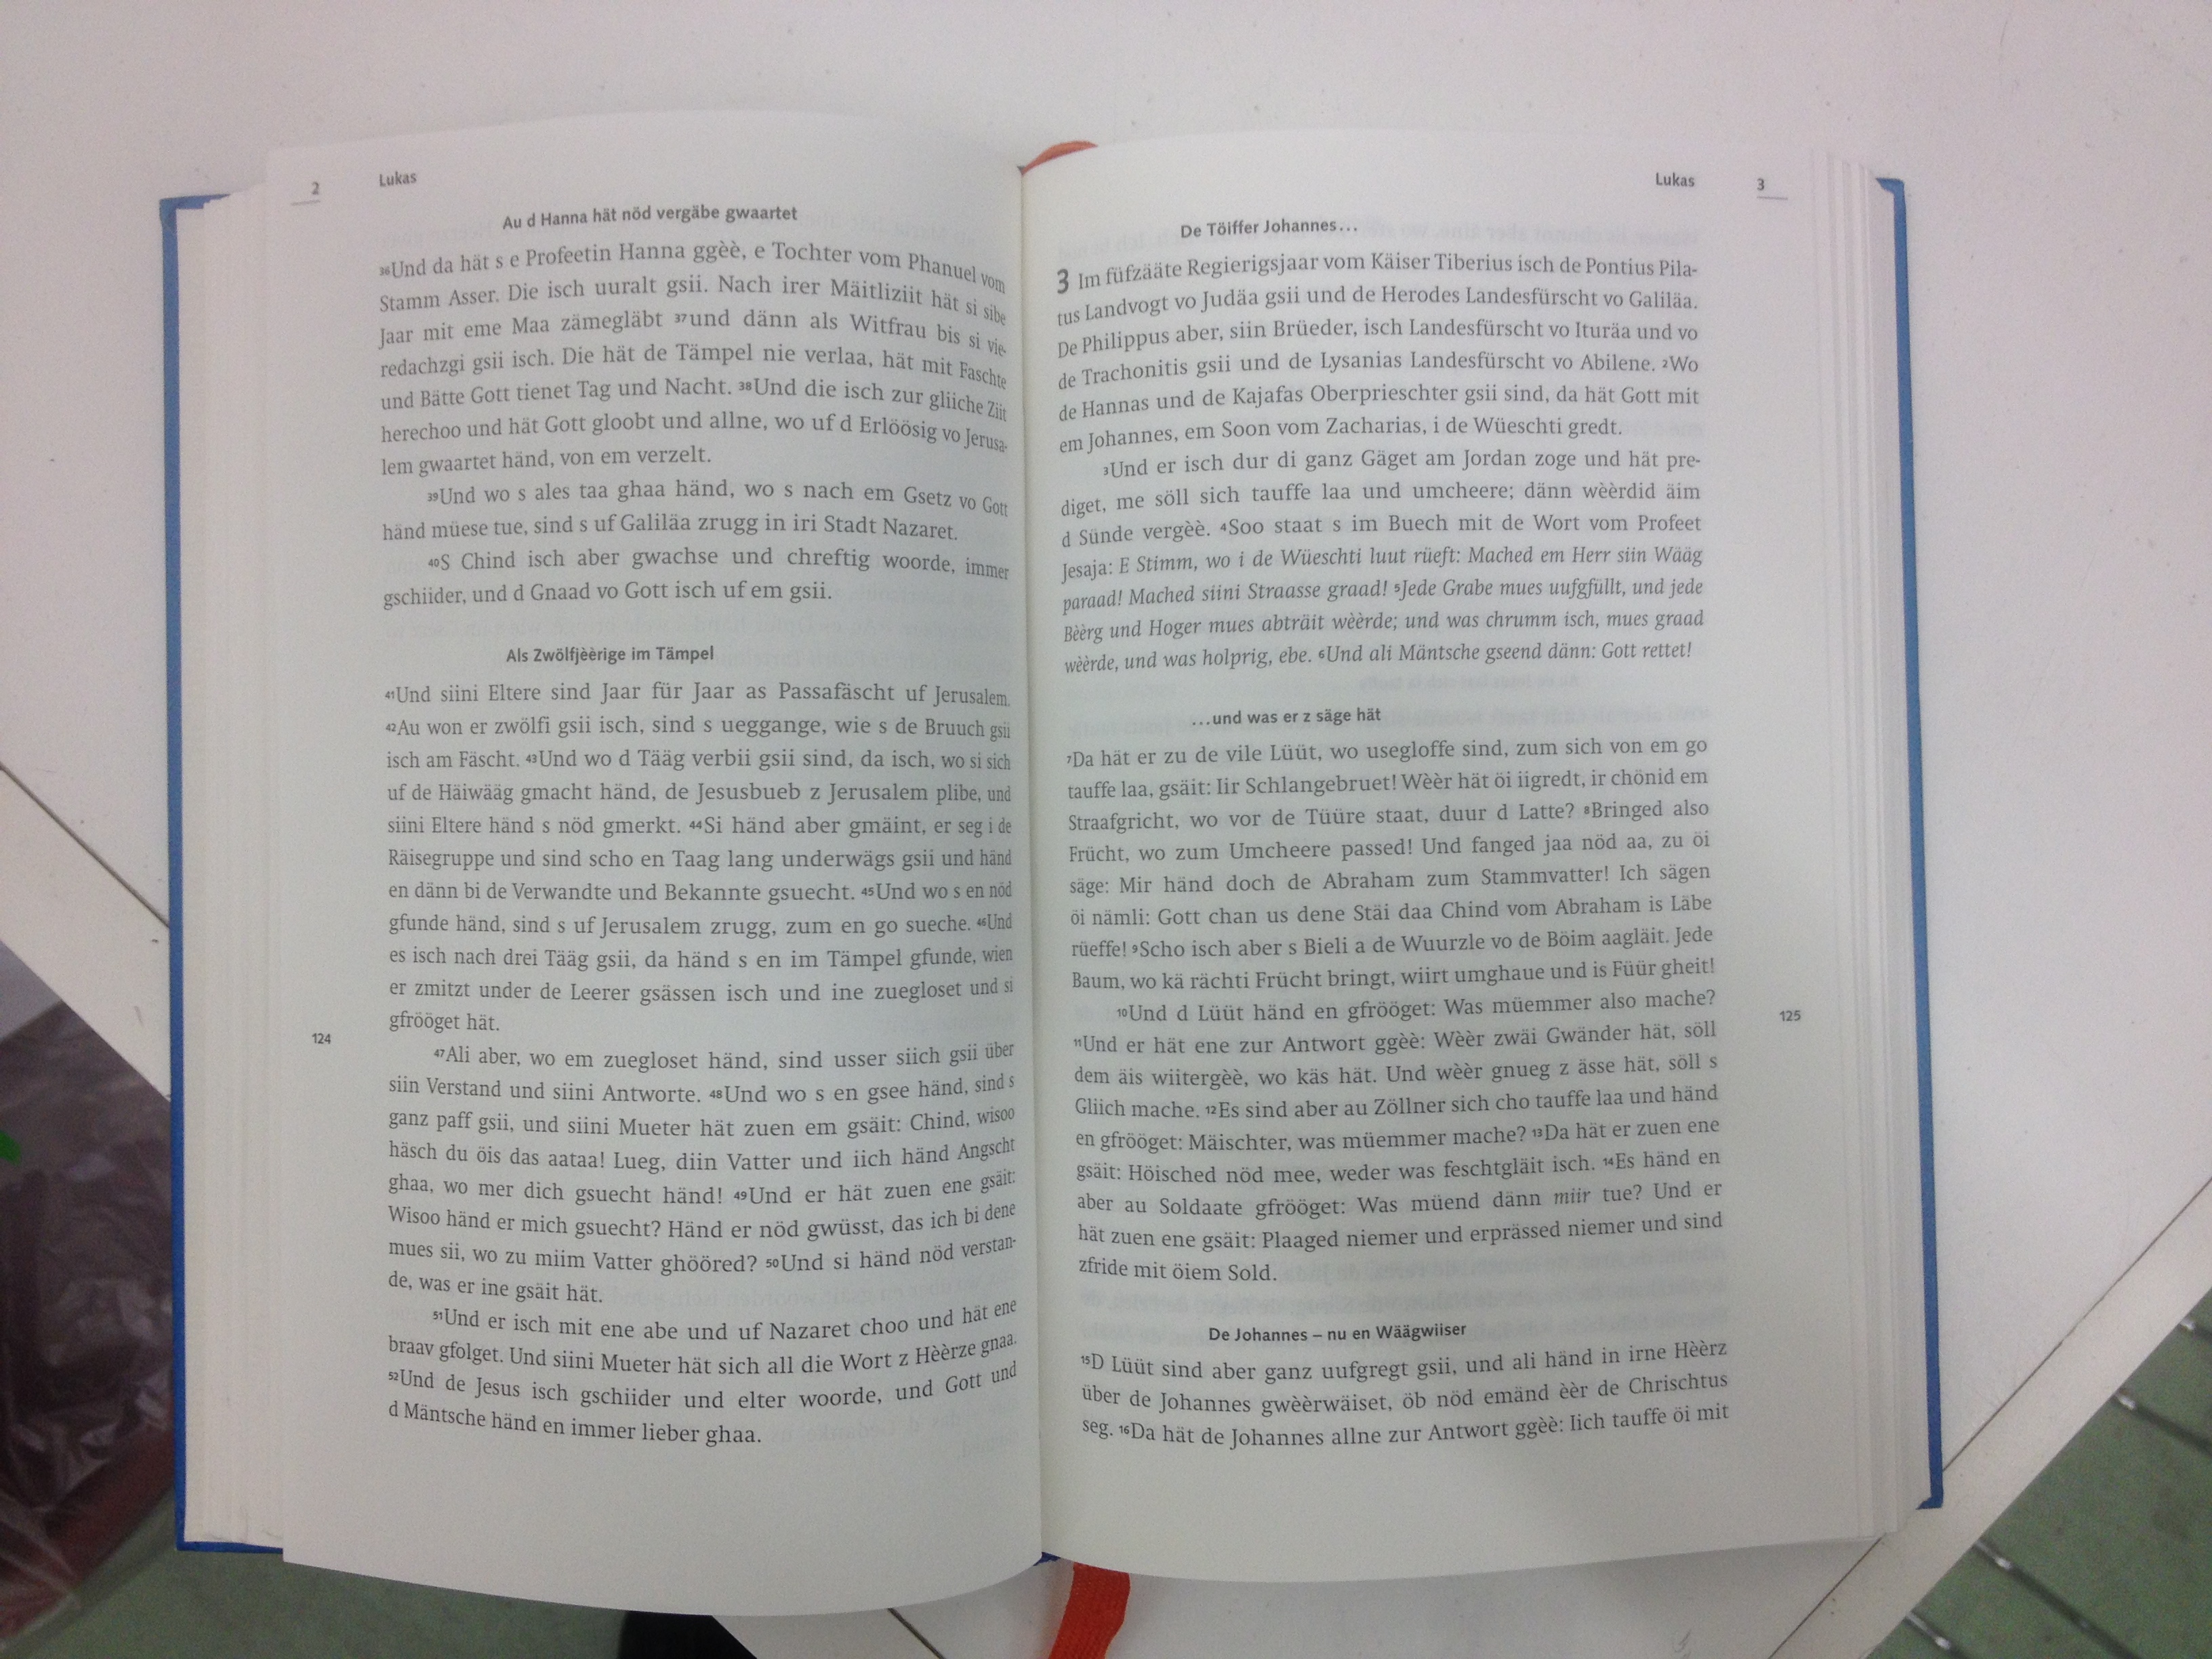 2 Lukas
Au d Hanna hät nöd vergäbe gwaartet
36Und da hät s e Profeetin Hanna ggèè, e Tochter vom Phanuel vom
Stamm Asser. Die isch uuralt gsii. Nach irer Mäitliziit hät si sibe
Jaar mit eme Maa zämegläbt 37und dänn als Witfrau bis si vie-
redachzgi gsii isch. Die hät de Tämpel nie verlaa, hät mit Faschte
und Bätte Gott tienet Tag und Nacht. 38Und die isch zur gliiche Ziit
herechoo und hät Gott gloobt und allne, wo uf d Erlöösig vo Jerusa-
lem gwaartet händ, von em verzelt.
39Und wo s ales taa ghaa händ, wo s nach em Gsetz vo Gott
händ müese tue, sind s uf Galiläa zrugg in iri Stadt Nazaret.
40S Chind isch aber gwachse und chreftig woorde, immer
gschiider, und d Gnaad vo Gott isch uf em gsii.
Als Zwölfjèèrige im Tämpel
41Und siini Eltere sind Jaar für Jaar as Passafäscht uf Jerusalem.
42Au won er zwölfi gsii isch, sind s ueggange, wie s de Bruuch gsii
isch am Fäscht. 43Und wo d Tääg verbii gsii sind, da isch, wo si sich
uf de Häiwääg gmacht händ, de Jesusbueb z Jerusalem plibe, und
siini Eltere händ s nöd gmerkt. 44Si händ aber gmäint, er seg i de
Räisegruppe und sind scho en Taag lang underwägs gsii und händ
en dänn bi de Verwandte und Bekannte gsuecht. 45Und wo s en nöd
gfunde händ, sind s uf Jerusalem zrugg, zum en go sueche. 46Und
es isch nach drei Tääg gsii, da händ s en im Tämpel gfunde, wien
er zmitzt under de Leerer gsässen isch und ine zuegloset und si
gfrööget hät.
47Ali aber, wo em zuegloset händ, sind usser siich gsii über
siin Verstand und siini Antworte. 48Und wo s en gsee händ, sind s
ganz paff gsii, und siini Mueter hät zuen em gsäit: Chind, wisoo
häsch du öis das aataa! Lueg, diin Vatter und iich händ Angscht
ghaa, wo mer dich gsuecht händ! 49Und er hät zuen ene gsäit:
Wisoo händ er mich gsuecht? Händ er nöd gwüsst, das ich bi dene
mues sii, wo zu miim Vatter ghööred? 50Und si händ nöd verstan-
de, was er ine gsäit hät.
51Und er isch mit ene abe und uf Nazaret choo und hät ene
braav gfolget. Und siini Mueter hät sich all die Wort z Hèèrze gnaa.
52Und de Jesus isch gschiider und elter woorde, und Gott und
d Mäntsche händ en immer lieber ghaa.
124
Lukas 3
De Töiffer Johannes...
3 Im füfzääte Regierigsjaar vom Käiser Tiberius isch de Pontius Pila-
tus Landvogt vo Judäa gsii und de Herodes Landesfürscht vo Galiläa.
De Philippus aber, siin Brüeder, isch Landesfürscht vo Ituräa und vo
de Trachonitis gsii und de Lysanias Landesfürscht vo Abilene. 2Wo
de Hannas und de Kajafas Oberprieschter gsii sind, da hät Gott mit
em Johannes, em Soon vom Zacharias, i de Wüeschti gredt.
3Und er isch dur di ganz Gäget am Jordan zoge und hät pre-
diget, me söll sich tauffe laa und umcheere; dänn wèèrdid äim
d Sünde vergèè. 4Soo staat s im Buech mit de Wort vom Profeet
Jesaja: E Stimm, wo i de Wüeschti luut rüeft: Mached em Herr siin Wääg
paraad! Mached siini Straasse graad! 5Jede Grabe mues uufgfüllt, und jede
Bèèrg und Hoger mues abträit wèèrde; und was chrumm isch, mues graad
wèèrde, und was holprig, ebe. 6Und ali Mäntsche gseend dänn: Gott rettet!
...und was er z säge hät
7Da hät er zu de vile Lüüt, wo usegloffe sind, zum sich von em go
tauffe laa, gsäit: Iir Schlangebruet! Wèèr hät öi iigredt, ir chönid em
Straafgricht, wo vor de Tüüre staat, duur d Latte? 8Bringed also
Frücht, wo zum Umcheere passed! Und fanged jaa nöd aa, zu öi
säge: Mir händ doch de Abraham zum Stammvatter! Ich sägen
öi nämli: Gott chan us dene Stäi daa Chind vom Abraham is Läbe
rüeffe! 9Scho isch aber s Bieli a de Wuurzle vo de Böim aagläit. Jede
Baum, wo kä rächti Frücht bringt, wiirt umghaue und is Füür gheit!
10Und d Lüüt händ en gfrööget: Was müemmer also mache?
11Und er hät ene zur Antwort ggèè: Wèèr zwäi Gwänder hät, söll
dem äis wiitergèè, wo käs hät. Und wèèr gnueg z ässe hät, söll s
Gliich mache. 12Es sind aber au Zöllner sich cho tauffe laa und händ
en gfrööget: Mäischter, was müemmer mache? 13Da hät er zuen ene
gsäit: Höisched nöd mee, weder was feschtgläit isch. 14Es händ en
aber au Soldaate gfrööget: Was müend dänn miir tue? Und er
hät zuen ene gsäit: Plaaged niemer und erprässed niemer und sind
zfride mit öiem Sold.
De Johannes – nu en Wäägwiiser
15D Lüüt sind aber ganz uufgregt gsii, und ali händ in irne Hèèrz
über de Johannes gwèèrwäiset, öb nöd emänd èèr de Chrischtus
seg. 16Da hät de Johannes allne zur Antwort ggèè: Iich tauffe öi mit
125